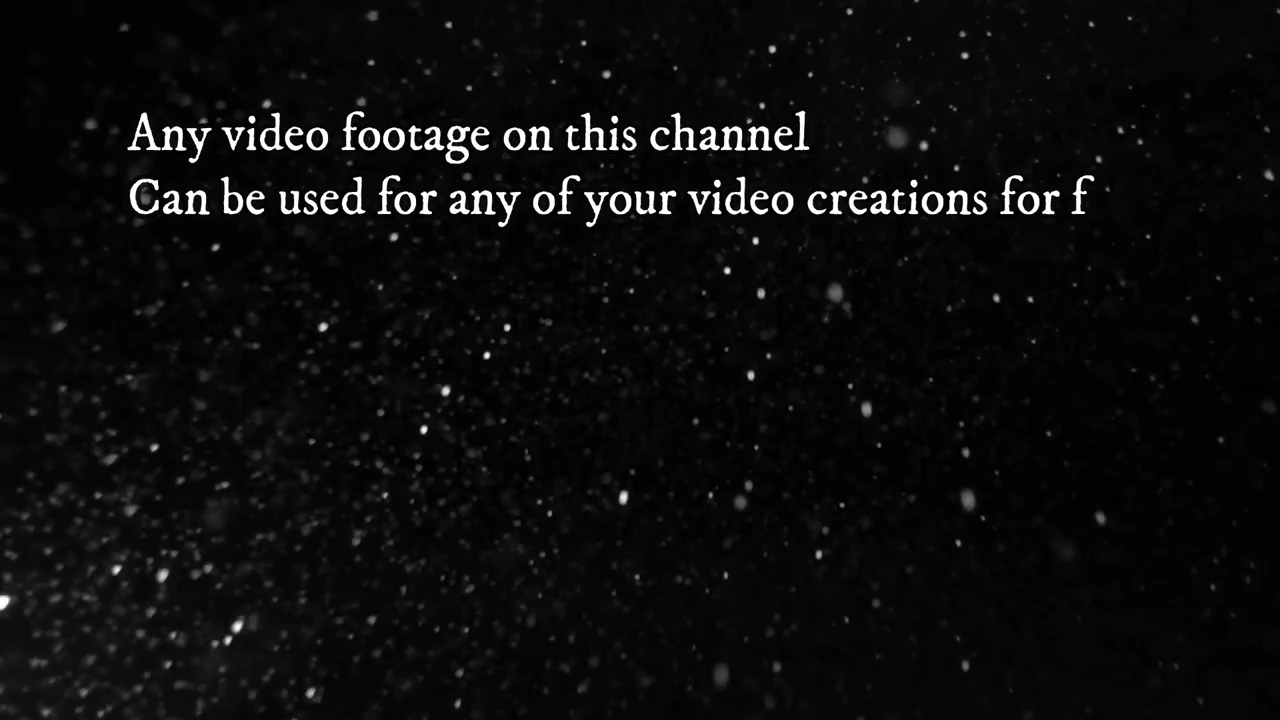 Any video footage on this channel
Can be used for any of your video creations for f